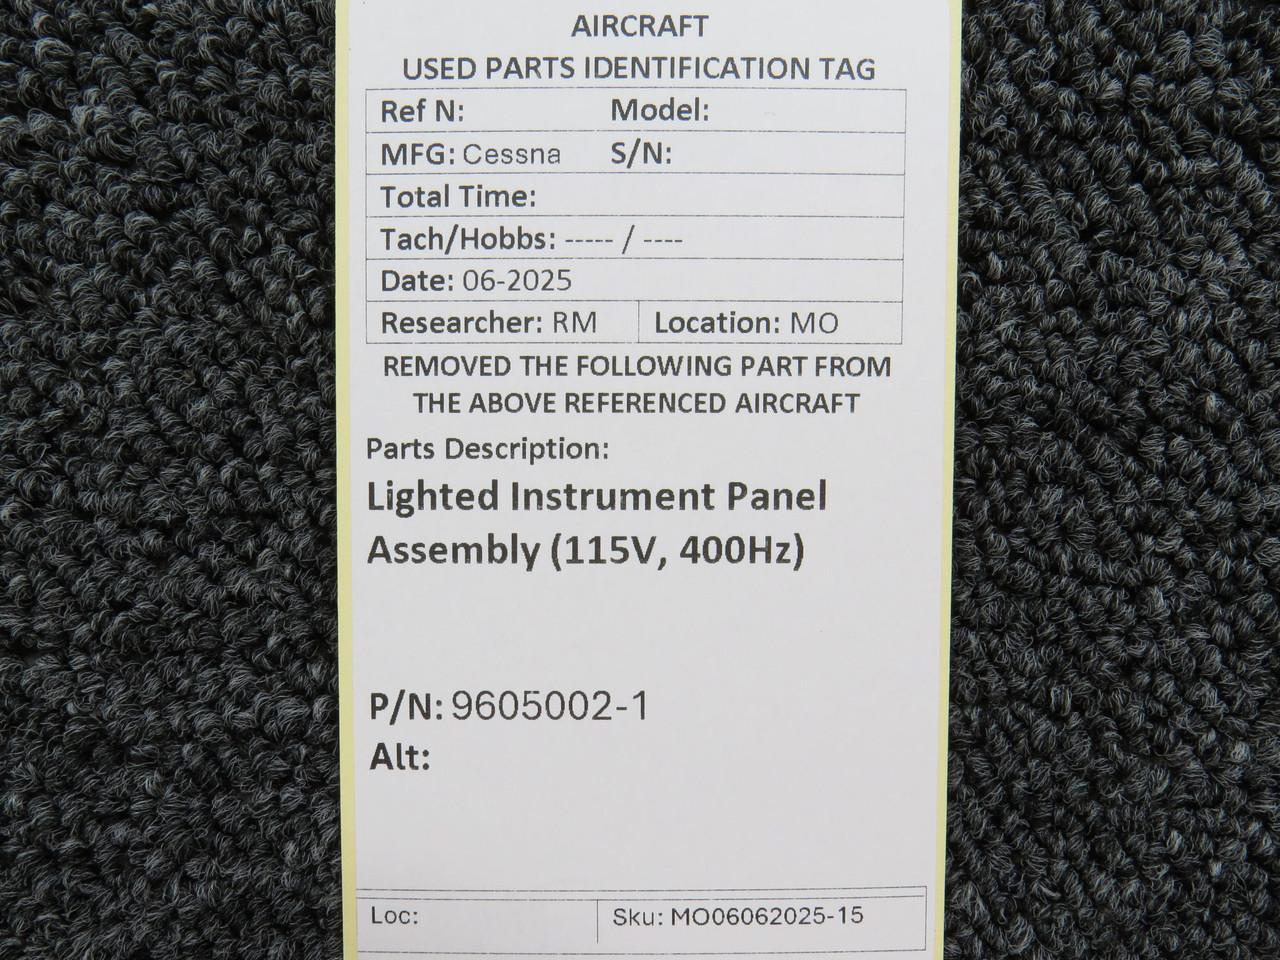 AIRCRAFT
USED PARTS IDENTIFICATION TAG
Ref N: Model:
MFG: Cessna S/N:
Total Time:
Tach/Hobbs: ----- / ----
Date: 06-2025
Researcher: RM Location: MO
REMOVED THE FOLLOWING PART FROM
THE ABOVE REFERENCED AIRCRAFT
Parts Description:
Lighted Instrument Panel
Assembly (115V, 400Hz)
P/N: 9605002-1
Alt:
Loc: Sku: MO06062025-15